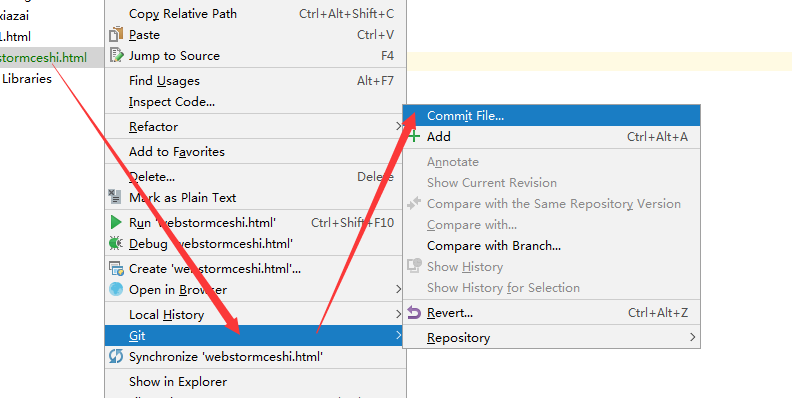 xiazai
1.html
stormceshi.html
Libraries
Copy Relative Path Ctrl+Alt+Shift+C
Paste Ctrl+V
Jump to Source F4
Find Usages Alt+F7
Inspect Code...
Refactor
Add to Favorites
Delete... Delete
Mark as Plain Text
Run 'webstormceshi.html' Ctrl+Shift+F10
Debug 'webstormceshi.html'
Create 'webstormceshi.html'...
Open in Browser
Local History
Git
Synchronize 'webstormceshi.html'
Show in Explorer
Commit File...
Add Ctrl+Alt+A
Annotate
Show Current Revision
Compare with the Same Repository Version
Compare with...
Compare with Branch...
Show History
Show History for Selection
Revert... Ctrl+Alt+Z
Repository